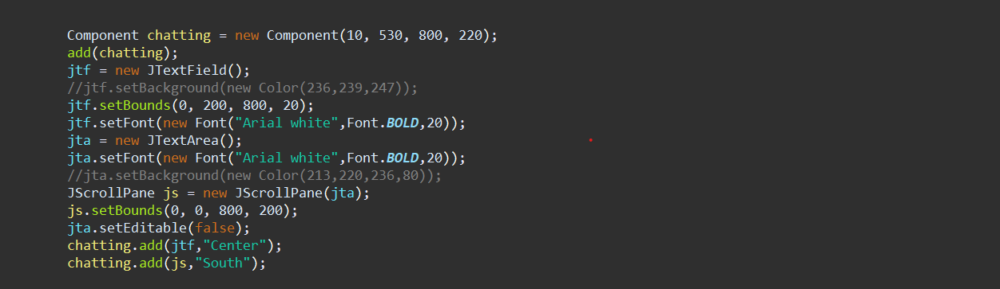 Component chatting = new Component(10, 530, 800, 220);
add(chatting);
jtf = new JTextField();
//jtf.setBackground(new Color(236,239,247));
jtf.setBounds(0, 200, 800, 20);
jtf.setFont(new Font("Arial white",Font.BOLD,20));
jta = new JTextArea();
jta.setFont(new Font("Arial white",Font.BOLD,20));
//jta.setBackground(new Color(213,220,236,80));
JScrollPane js = new JScrollPane(jta);
js.setBounds(0, 0, 800, 200);
jta.setEditable(false);
chatting.add(jtf,"Center");
chatting.add(js,"South");